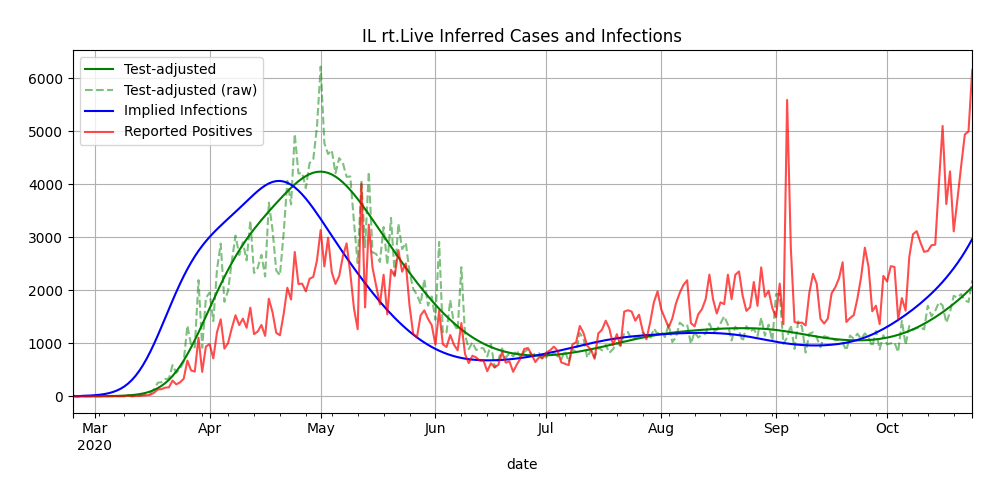 IL rt.Live Inferred Cases and Infections
Test-adjusted
Test-adjusted (raw)
Implied Infections
Reported Positives
6000
5000
4000
3000
2000
1000
0
Mar Apr May Jun Jul Aug Sep Oct
2020
date